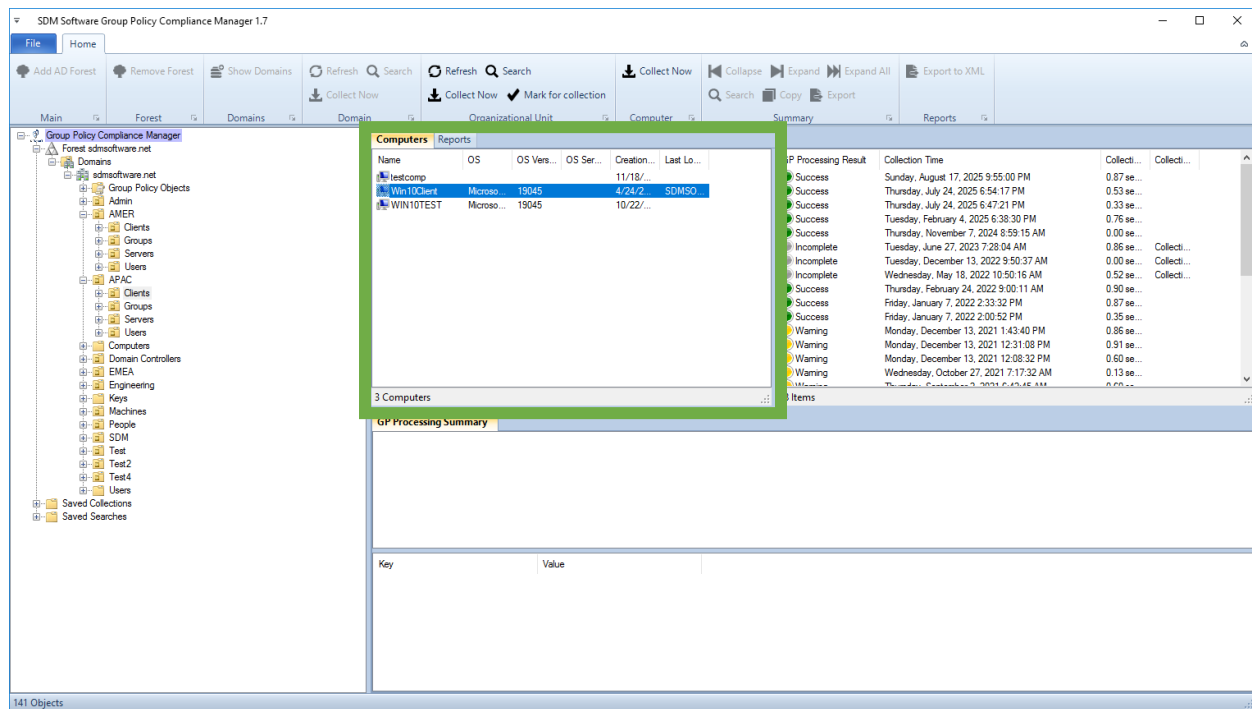 SDM Software Group Policy Compliance Manager 1.7
File Home
Add AD Forest Remove Forest Show Domains Refresh Search Refresh Search Collect Now Collapse Expand Expand All Export to XML
Collect Now Collect Now Mark for collection Search Copy Export
Main Forest Domains Domain Organizational Unit Computer Summary Reports
Group Policy Compliance Manager
Forest sdmsoftware.net
Domains
sdmsoftware.net
Group Policy Objects
Admin
AMER
Clients
Groups
Servers
Users
APAC
Clients
Groups
Servers
Users
Computers
Domain Controllers
EMEA
Engineering
Keys
Machines
People
SDM
Test
Test2
Test4
Users
Saved Collections
Saved Searches
Computers Reports
Name OS OS Vers... OS Ser... Creation... Last Lo...
testcomp 11/18/...
Win10Client Microso... 19045 4/24/2... SDMSO...
WIN10TEST Microso... 19045 10/22/...
3 Computers
GP Processing Result Collection Time Collecti... Collecti...
Success Sunday, August 17, 2025 9:55:00 PM 0.87 se...
Success Thursday, July 24, 2025 6:54:17 PM 0.53 se...
Success Thursday, July 24, 2025 6:47:21 PM 0.33 se...
Success Tuesday, February 4, 2025 6:38:30 PM 0.76 se...
Success Thursday, November 7, 2024 8:59:15 AM 0.00 se...
Incomplete Tuesday, June 27, 2023 7:28:04 AM 0.86 se... Collecti...
Incomplete Tuesday, December 13, 2022 9:50:37 AM 0.00 se... Collecti...
Incomplete Wednesday, May 18, 2022 10:50:16 AM 0.52 se... Collecti...
Success Thursday, February 24, 2022 9:00:11 AM 0.90 se...
Success Friday, January 7, 2022 2:33:32 PM 0.87 se...
Success Friday, January 7, 2022 2:00:52 PM 0.35 se...
Warning Monday, December 13, 2021 1:43:40 PM 0.86 se...
Warning Monday, December 13, 2021 12:31:08 PM 0.91 se...
Warning Monday, December 13, 2021 12:08:32 PM 0.60 se...
Warning Wednesday, October 27, 2021 7:17:32 AM 0.13 se...
Items
GP Processing Summary
Key Value
141 Objects